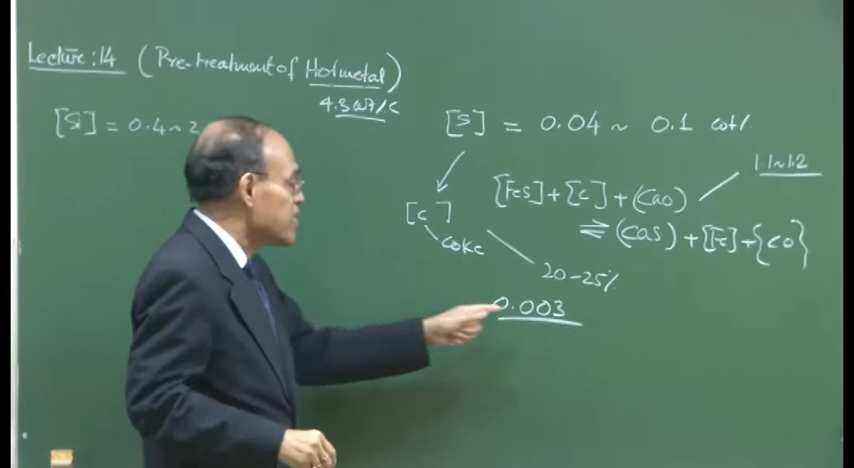 Lecture: 14 (Pre-treatment of Hotmetal)
4.3 wt% C
[Si] = 0.4 ~ 2
[S] = 0.04 ~ 0.1 wt%
1.1 ~ 1.2
[FeS] + [C] + (CaO)
⇌ (CaS) + [Fe] + {CO}
[C]
Coke
20-25%
0.003